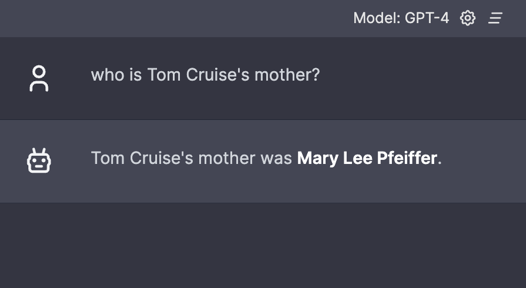 Model: GPT-4
who is Tom Cruise's mother?
Tom Cruise's mother was Mary Lee Pfeiffer.